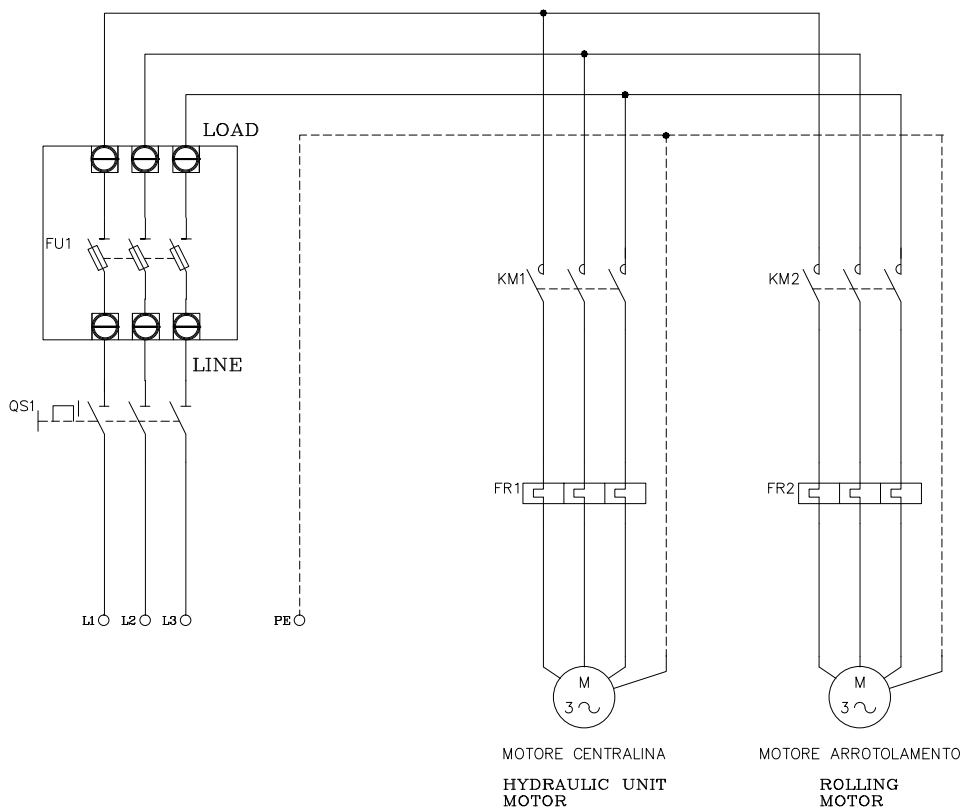 LOAD
FU1
LINE
QS1
L1
L2
L3
PE
KM1
KM2
FR1
FR2
M
3
M
3
MOTORE CENTRALINA
HYDRAULIC UNIT
MOTOR
MOTORE ARROTOLAMENTO
ROLLING
MOTOR